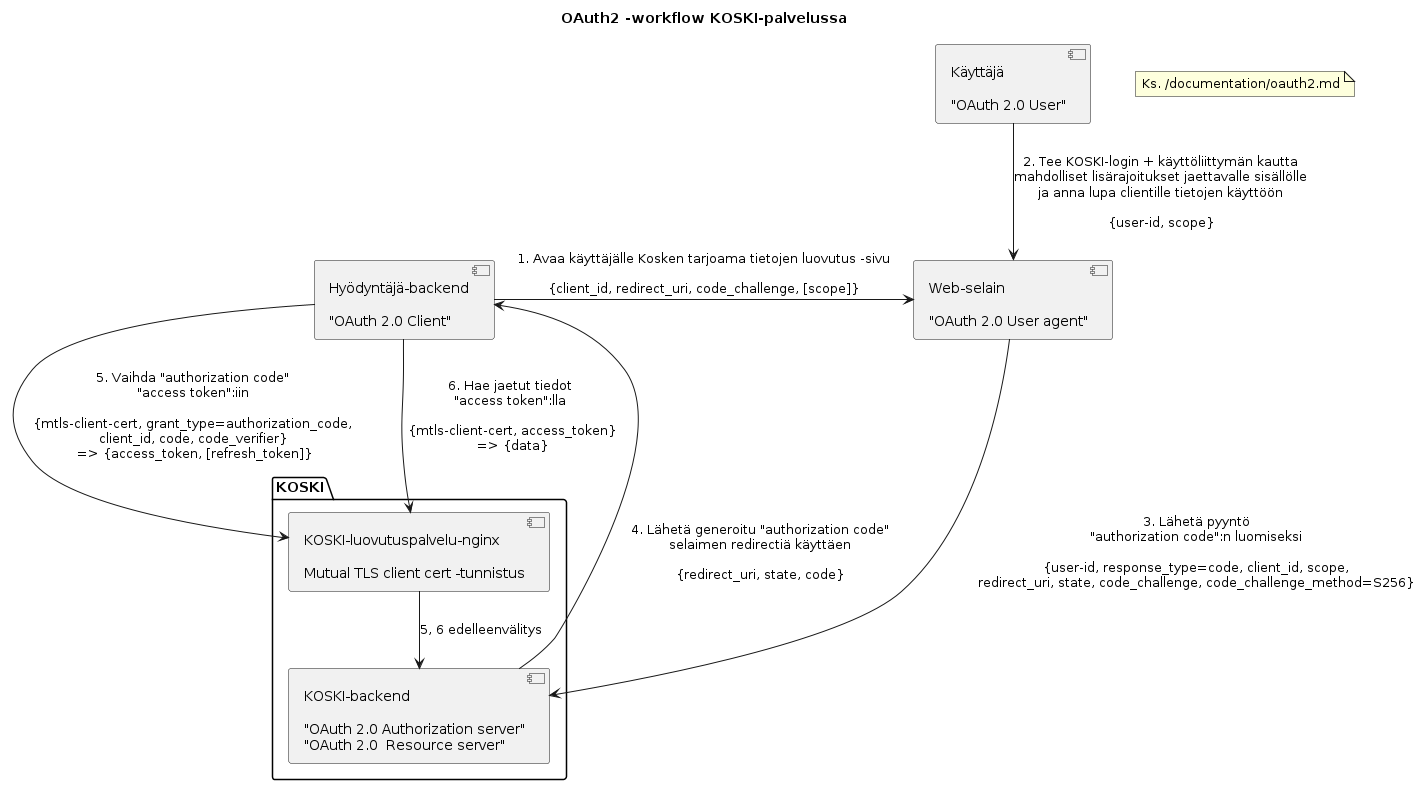 OAuth2 -workflow KOSKI-palvelussa
Käyttäjä
"OAuth 2.0 User"
Ks. /documentation/oauth2.md
2. Tee KOSKI-login + käyttöliittymän kautta
mahdolliset lisärajoitukset jaettavalle sisällölle
ja anna lupa clientille tietojen käyttöön
{user-id, scope}
1. Avaa käyttäjälle Kosken tarjoama tietojen luovutus -sivu
{client_id, redirect_uri, code_challenge, [scope]}
Hyödyntäjä-backend
"OAuth 2.0 Client"
Web-selain
"OAuth 2.0 User agent"
5. Vaihda "authorization code"
"access token":iin
{mtls-client-cert, grant_type=authorization_code,
client_id, code, code_verifier}
=> {access_token, [refresh_token]}
6. Hae jaetut tiedot
"access token":lla
{mtls-client-cert, access_token}
=> {data}
KOSKI
KOSKI-luovutuspalvelu-nginx
Mutual TLS client cert -tunnistus
4. Lähetä generoitu "authorization code"
selaimen redirectiä käyttäen
{redirect_uri, state, code}
3. Lähetä pyyntö
"authorization code":n luomiseksi
{user-id, response_type=code, client_id, scope,
redirect_uri, state, code_challenge, code_challenge_method=S256}
5, 6 edelleenvälitys
KOSKI-backend
"OAuth 2.0 Authorization server"
"OAuth 2.0  Resource server"